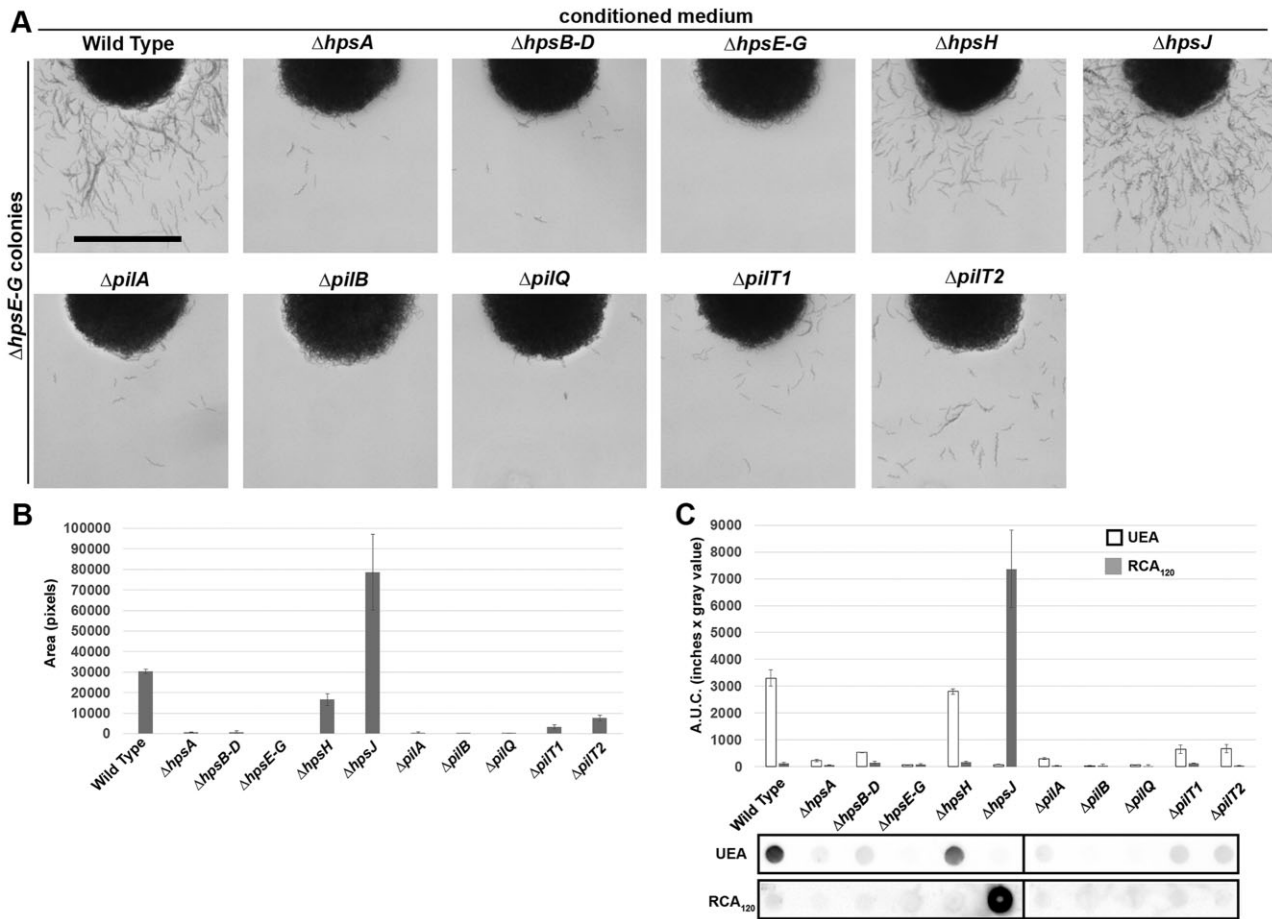 A
conditioned medium
Wild Type ΔhpsA ΔhpsB-D ΔhpsE-G ΔhpsH ΔhpsJ
ΔhpsE-G colonies
ΔpilA ΔpilB ΔpilQ ΔpilT1 ΔpilT2
B
Area (pixels)
100000
90000
80000
70000
60000
50000
40000
30000
20000
10000
0
Wild Type ΔhpsA ΔhpsB-D ΔhpsE-G ΔhpsH ΔhpsJ ΔpilA ΔpilB ΔpilQ ΔpilT1 ΔpilT2
C
A.U.C. (inches x gray value)
9000
8000
7000
6000
5000
4000
3000
2000
1000
0
UEA
RCA₁₂₀
Wild Type ΔhpsA ΔhpsB-D ΔhpsE-G ΔhpsH ΔhpsJ ΔpilA ΔpilB ΔpilQ ΔpilT1 ΔpilT2
UEA
RCA₁₂₀